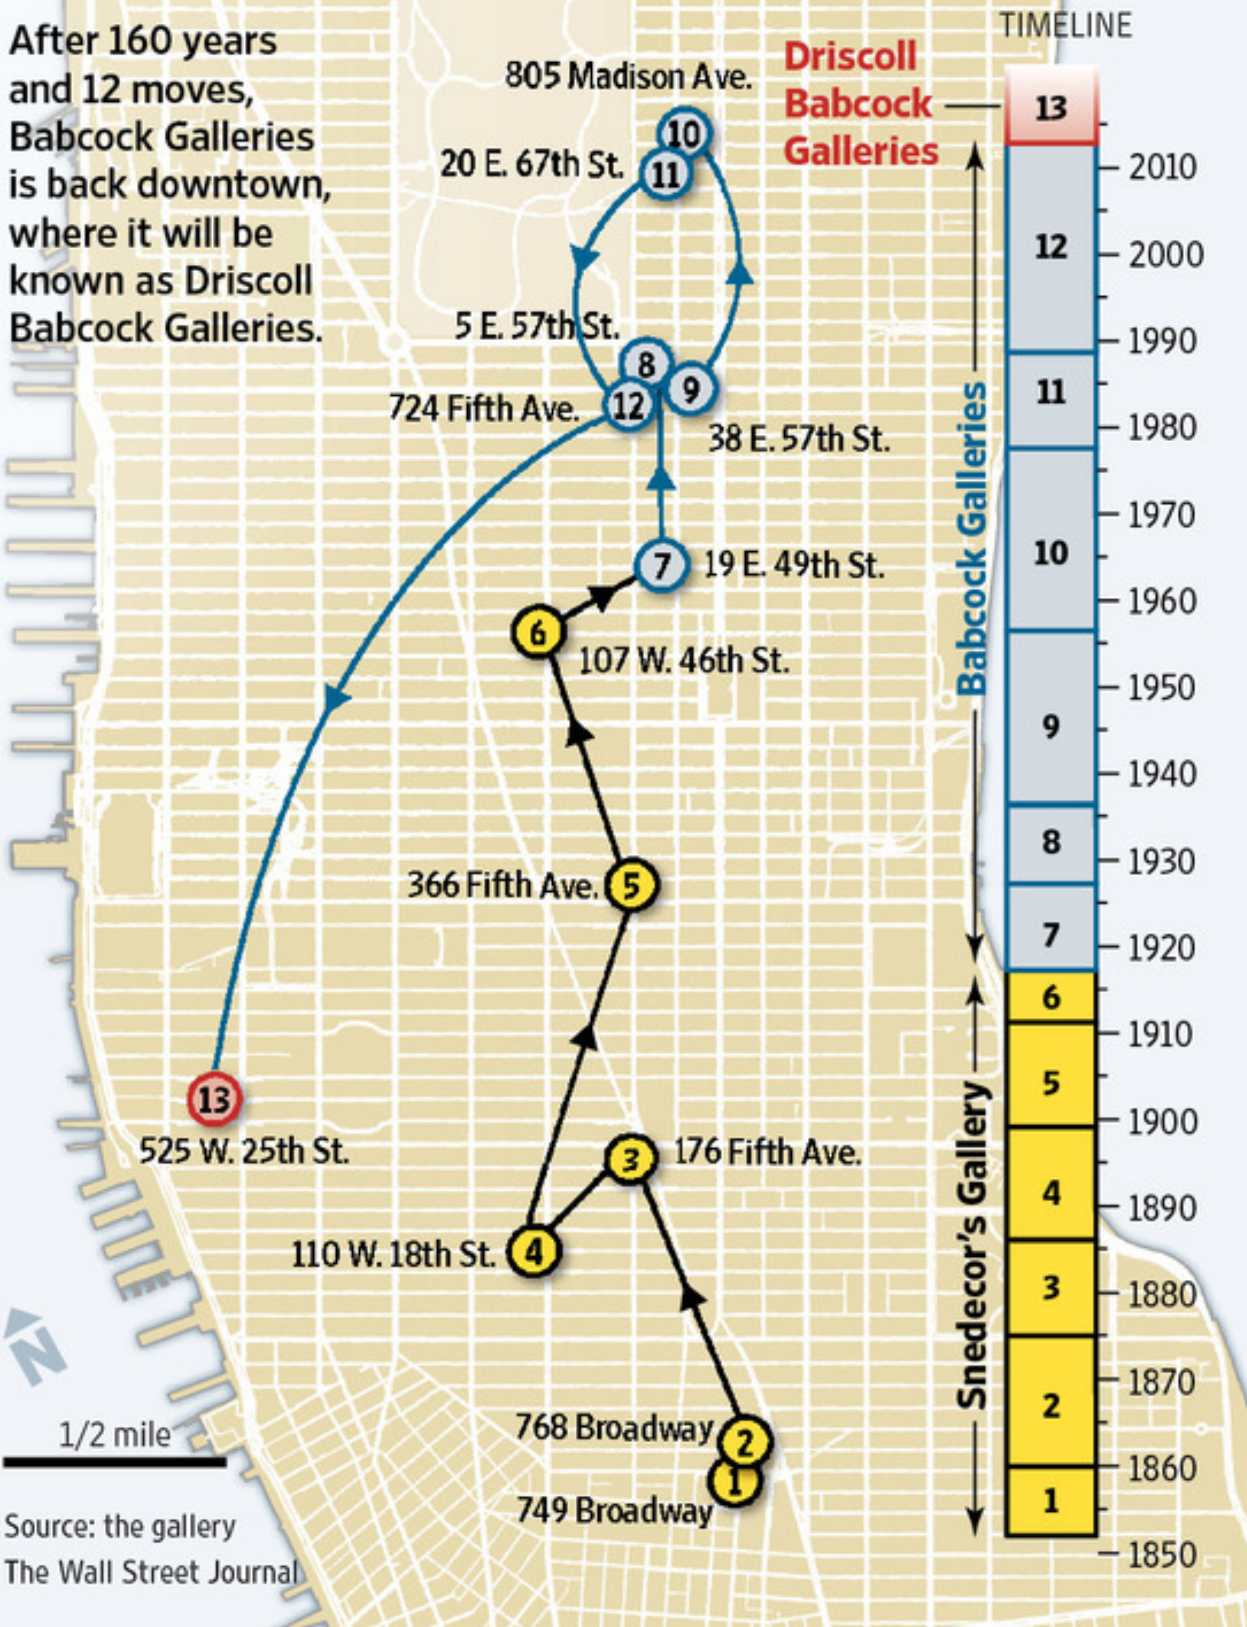 After 160 years
and 12 moves,
Babcock Galleries
is back downtown,
where it will be
known as Driscoll
Babcock Galleries.
TIMELINE
Driscoll
Babcock
Galleries
805 Madison Ave.
10
20 E. 67th St.
11
5 E. 57th St.
8
9
724 Fifth Ave.
12
38 E. 57th St.
7
19 E. 49th St.
6
107 W. 46th St.
366 Fifth Ave.
5
13
525 W. 25th St.
3
176 Fifth Ave.
110 W. 18th St.
4
768 Broadway
2
1
749 Broadway
N
1/2 mile
Source: the gallery
The Wall Street Journal
Babcock Galleries
Snedecor's Gallery
13
12
11
10
9
8
7
6
5
4
3
2
1
2010
2000
1990
1980
1970
1960
1950
1940
1930
1920
1910
1900
1890
1880
1870
1860
1850